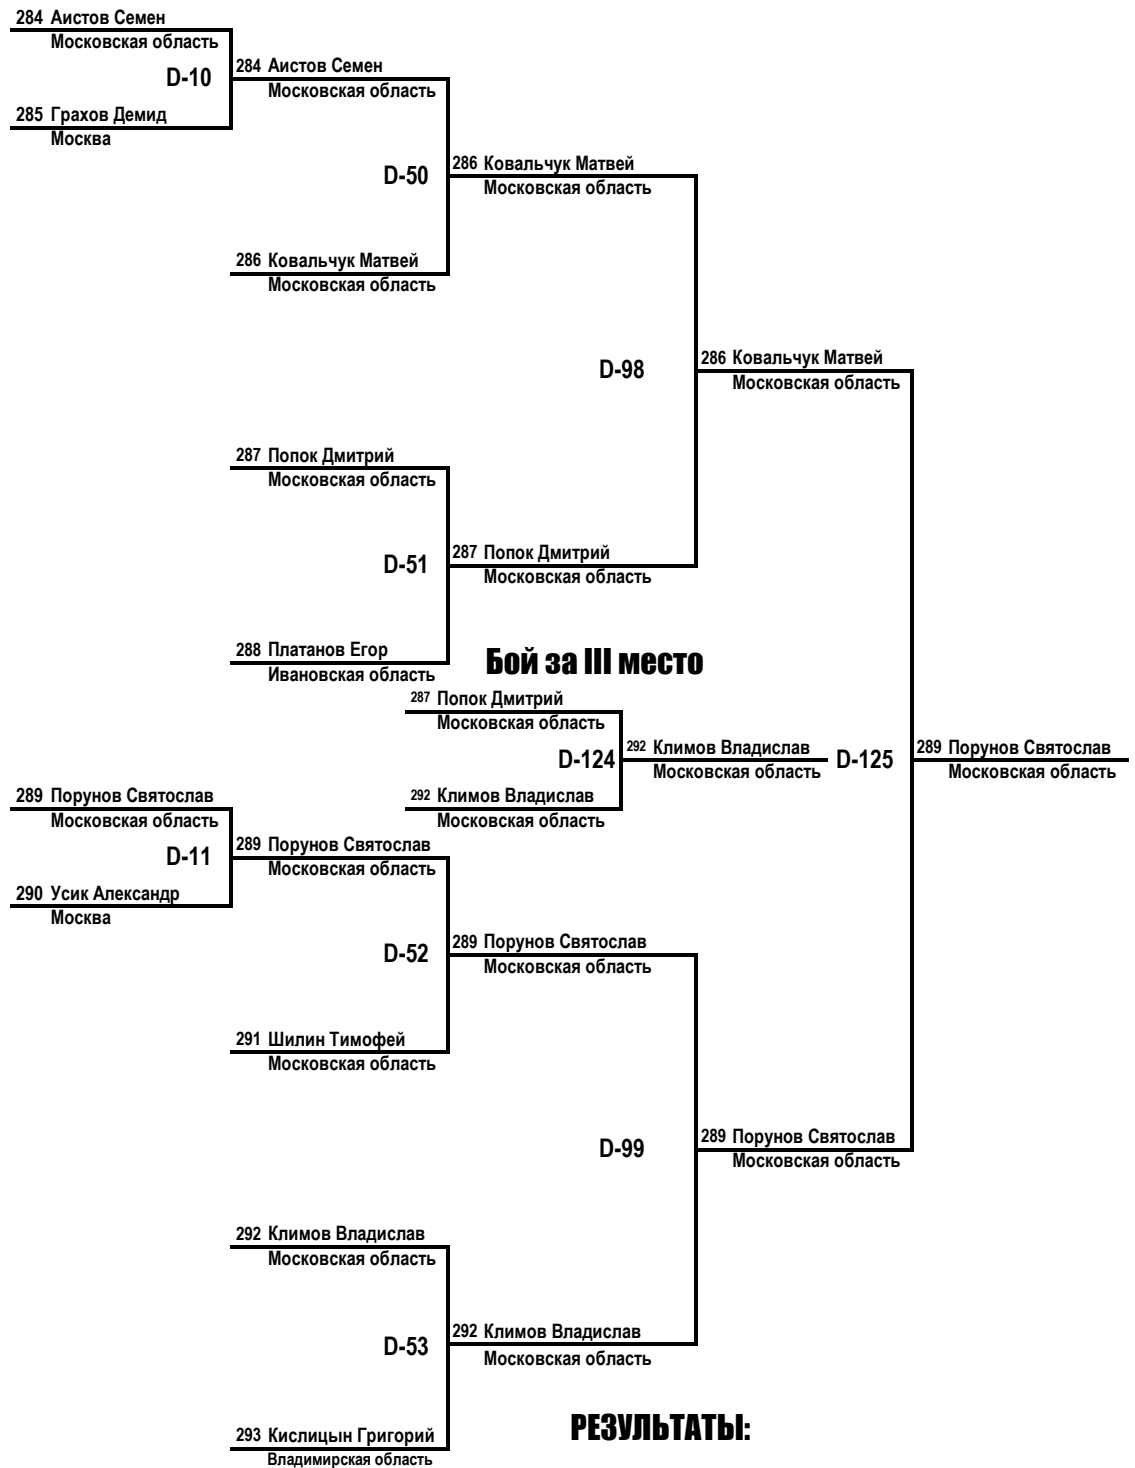 284 Аистов Семен
Московская область
D-10
284 Аистов Семен
Московская область
285 Грахов Демид
Москва
D-50
286 Ковальчук Матвей
Московская область
286 Ковальчук Матвей
Московская область
D-98
286 Ковальчук Матвей
Московская область
287 Попок Дмитрий
Московская область
D-51
287 Попок Дмитрий
Московская область
288 Платанов Егор
Ивановская область
Бой за III место
287 Попок Дмитрий
Московская область
D-124
292 Климов Владислав
Московская область
D-125
289 Порунов Святослав
Московская область
292 Климов Владислав
Московская область
289 Порунов Святослав
Московская область
D-11
289 Порунов Святослав
Московская область
290 Усик Александр
Москва
D-52
289 Порунов Святослав
Московская область
291 Шилин Тимофей
Московская область
D-99
289 Порунов Святослав
Московская область
292 Климов Владислав
Московская область
D-53
292 Климов Владислав
Московская область
293 Кислицын Григорий
Владимирская область
РЕЗУЛЬТАТЫ: